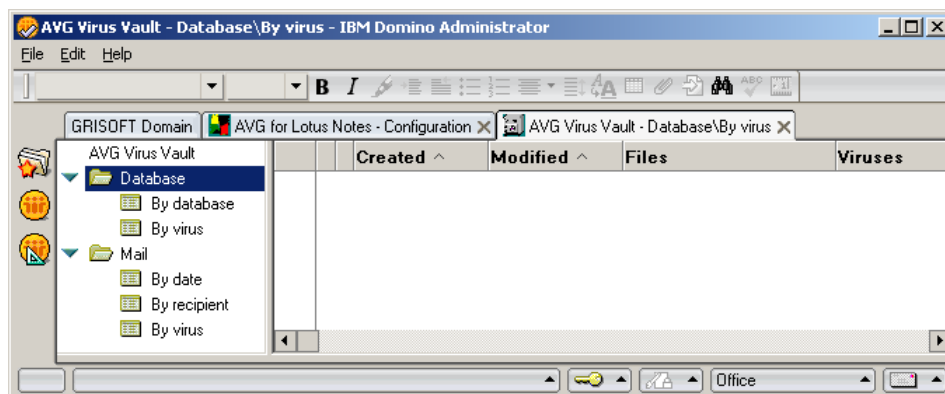 AVG Virus Vault - Database\By virus - IBM Domino Administrator
File Edit Help
B I ABC
GRISOFT Domain AVG for Lotus Notes - Configuration AVG Virus Vault - Database\By virus
AVG Virus Vault
Created Modified Files Viruses
Database
By database
By virus
Mail
By date
By recipient
By virus
Office